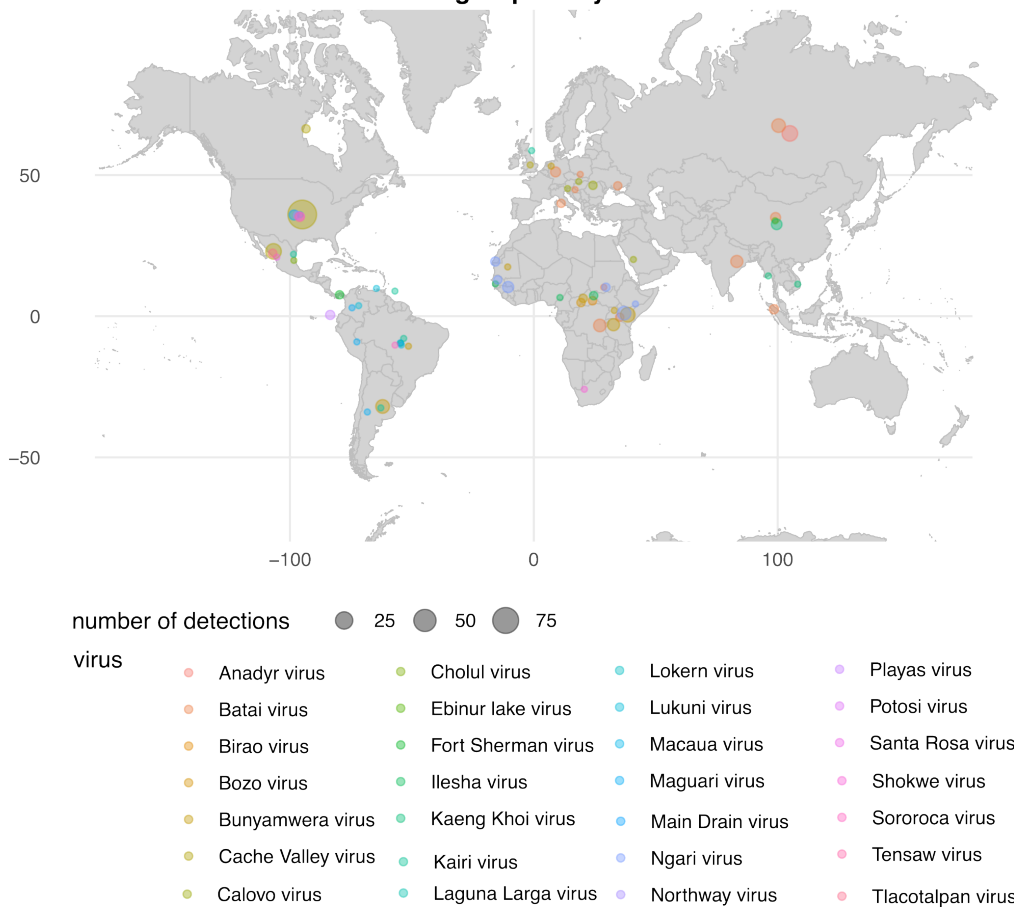 50
0
−50
−100
0
100
number of detections 25 50 75
virus
Anadyr virus Cholul virus Lokern virus Playas virus
Batai virus Ebinur lake virus Lukuni virus Potosi virus
Birao virus Fort Sherman virus Macaua virus Santa Rosa virus
Bozo virus Ilesha virus Maguari virus Shokwe virus
Bunyamwera virus Kaeng Khoi virus Main Drain virus Sororoca virus
Cache Valley virus Kairi virus Ngari virus Tensaw virus
Calovo virus Laguna Larga virus Northway virus Tlacotalpan virus